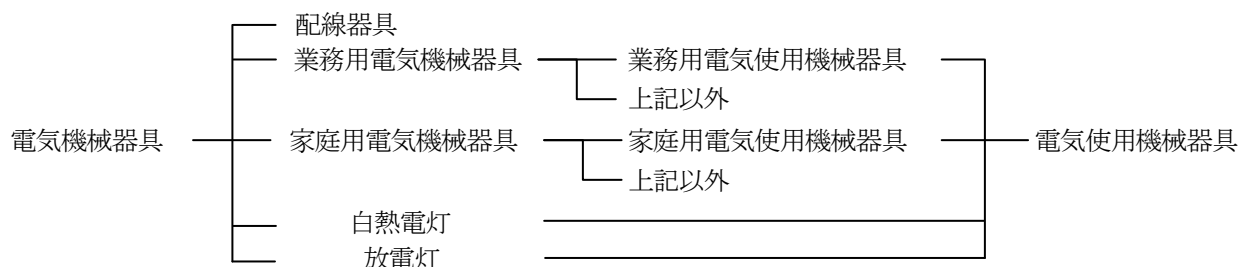 配線器具
業務用電気機械器具
業務用電気使用機械器具
上記以外
電気機械器具
家庭用電気機械器具
家庭用電気使用機械器具
電気使用機械器具
上記以外
白熱電灯
放電灯